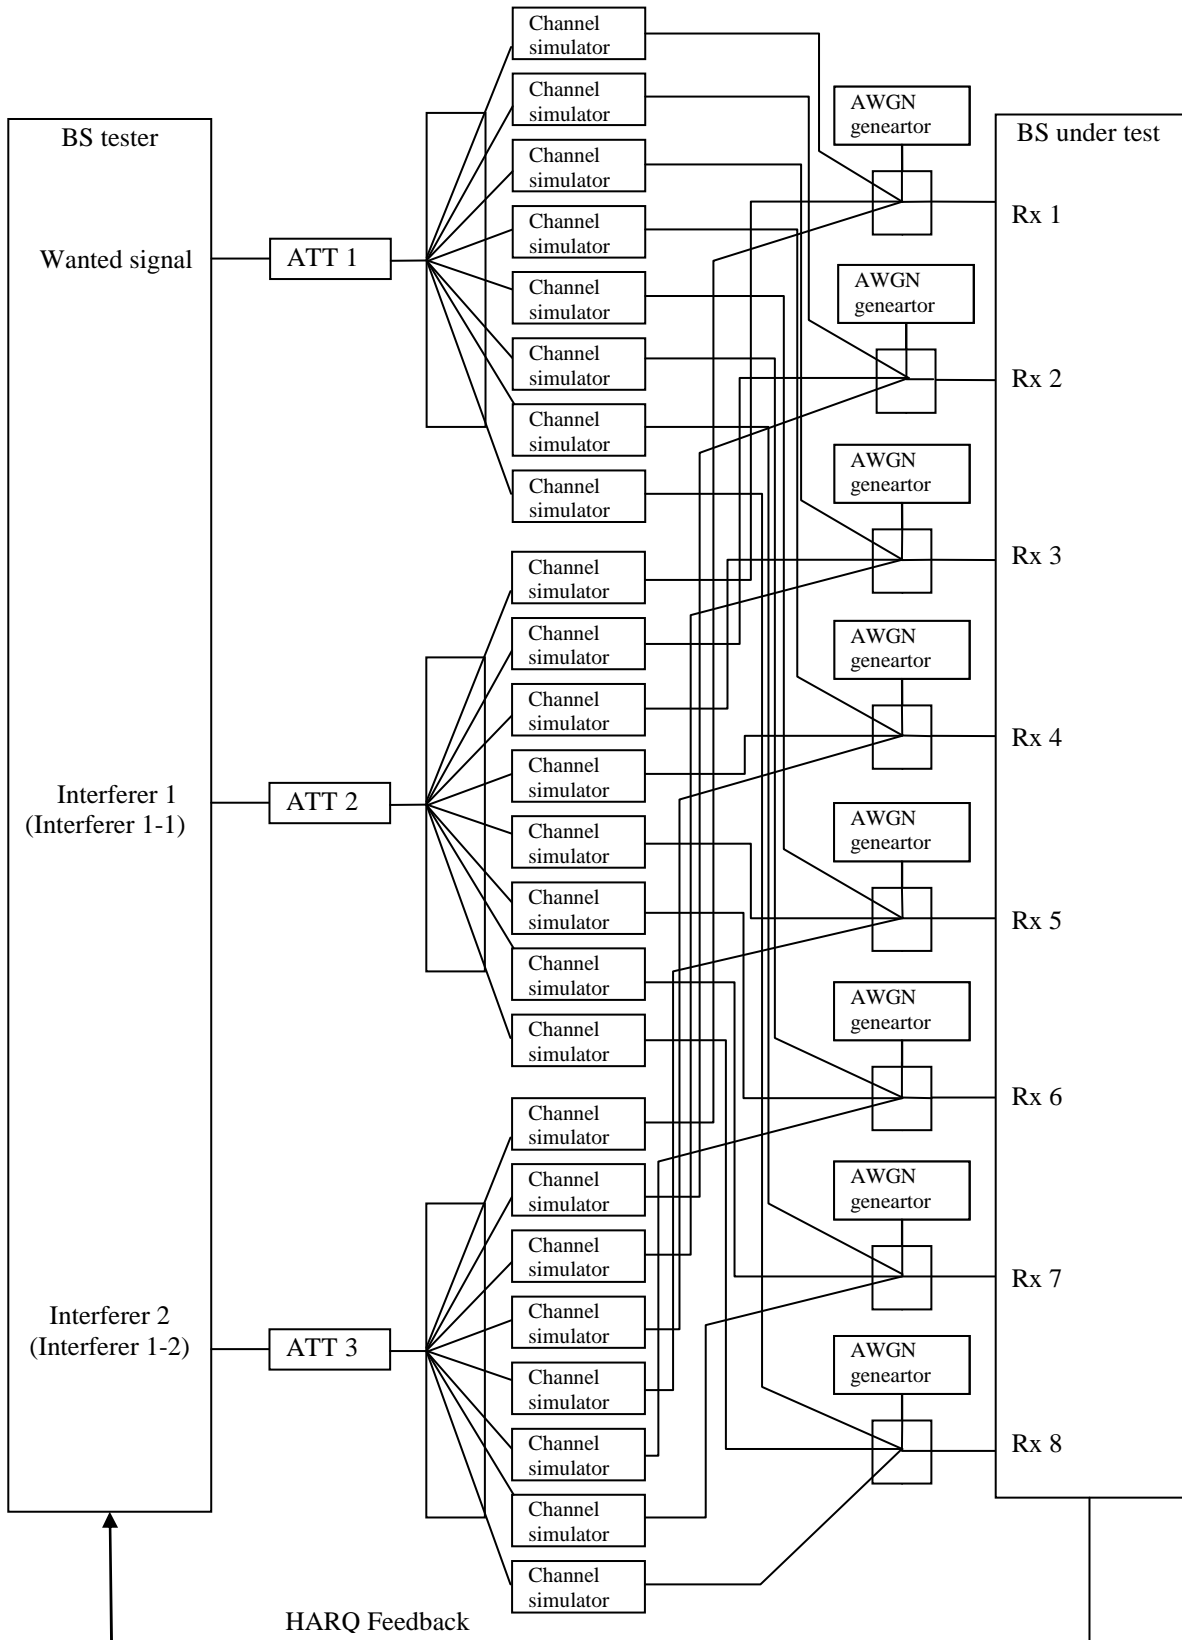 BS tester
Wanted signal
Interferer 1
(Interferer 1-1)
Interferer 2
(Interferer 1-2)
ATT 1
ATT 2
ATT 3
Channel
simulator
Channel
simulator
Channel
simulator
Channel
simulator
Channel
simulator
Channel
simulator
Channel
simulator
Channel
simulator
Channel
simulator
Channel
simulator
Channel
simulator
Channel
simulator
Channel
simulator
Channel
simulator
Channel
simulator
Channel
simulator
Channel
simulator
Channel
simulator
Channel
simulator
Channel
simulator
Channel
simulator
Channel
simulator
Channel
simulator
Channel
simulator
AWGN
geneartor
AWGN
geneartor
AWGN
geneartor
AWGN
geneartor
AWGN
geneartor
AWGN
geneartor
AWGN
geneartor
AWGN
geneartor
BS under test
Rx 1
Rx 2
Rx 3
Rx 4
Rx 5
Rx 6
Rx 7
Rx 8
HARQ Feedback